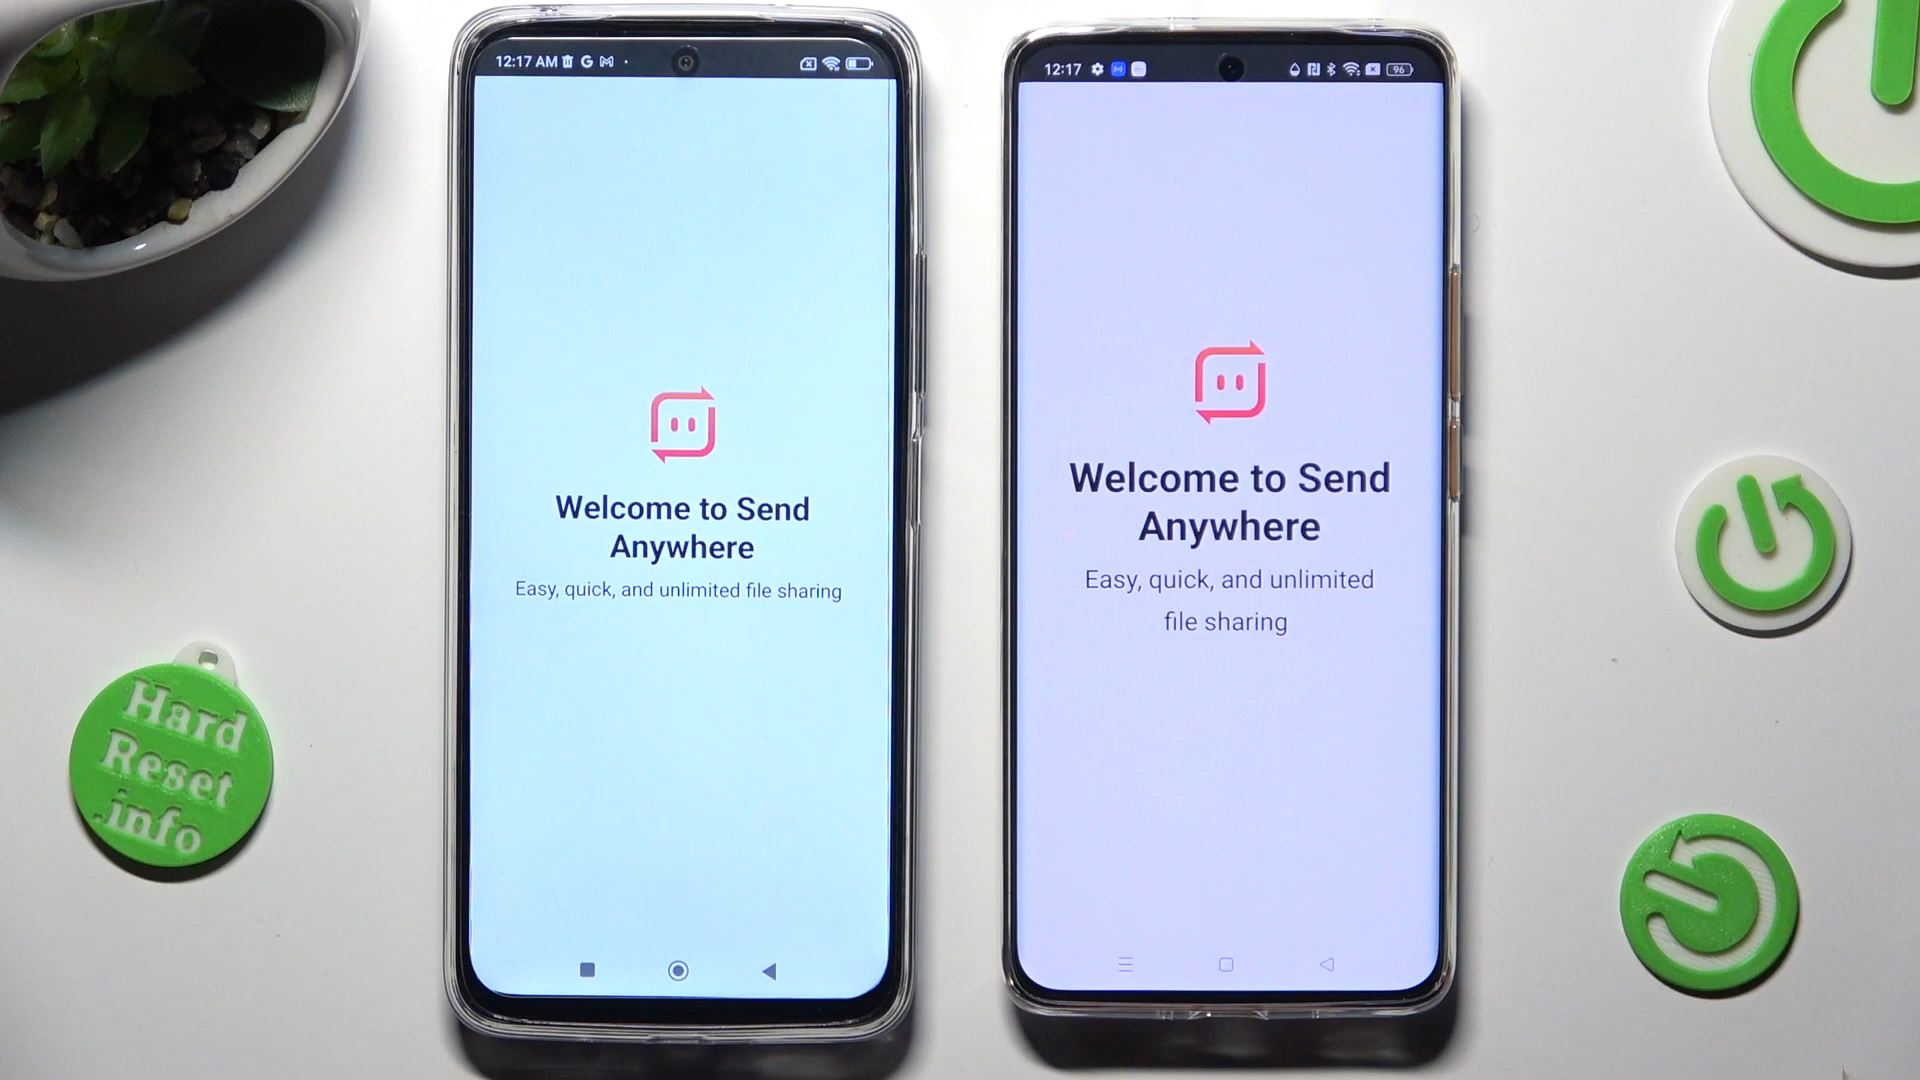 12:17 AM
Welcome to Send
Anywhere
Easy, quick, and unlimited file sharing
12:17
96
Welcome to Send
Anywhere
Easy, quick, and unlimited
file sharing
Hard
Reset
.info